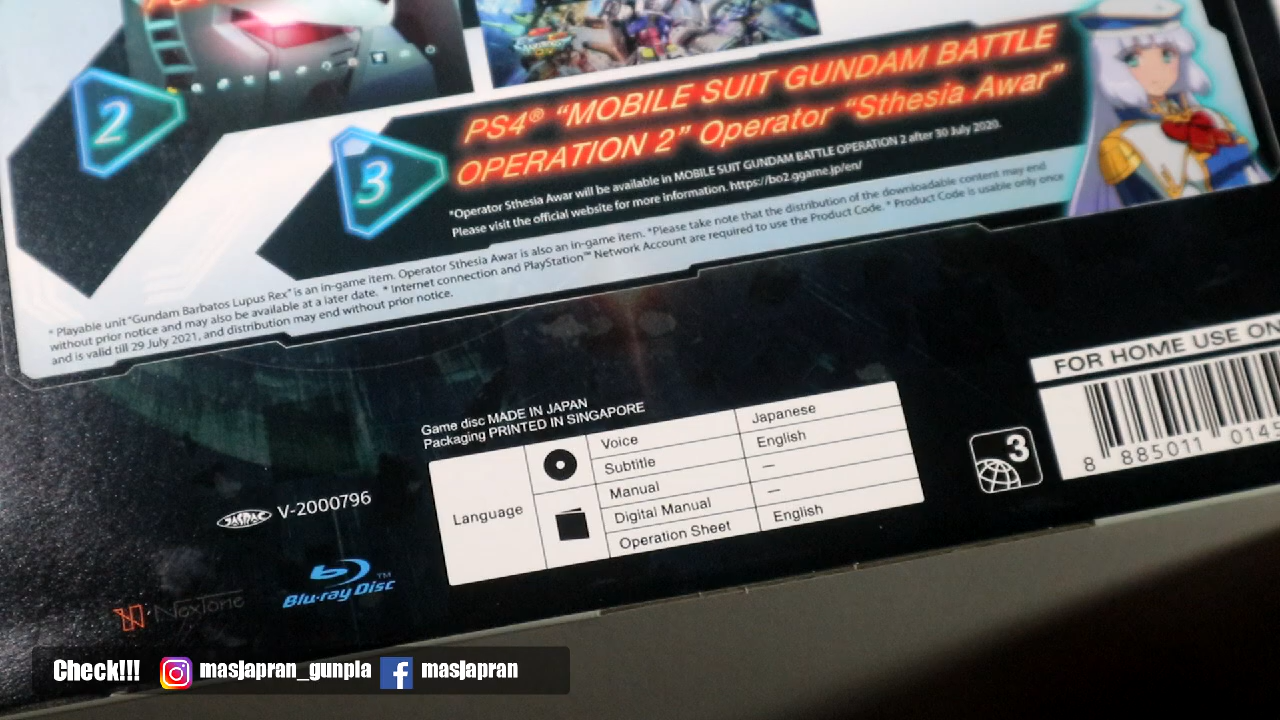 2
3
PS4® “MOBILE SUIT GUNDAM BATTLE
OPERATION 2” Operator “Sthesia Awar”
*Operator Sthesia Awar will be available in MOBILE SUIT GUNDAM BATTLE OPERATION 2 after 30 July 2020.
Please visit the official website for more information. https://bo2.ggame.jp/en/
* Playable unit “Gundam Barbatos Lupus Rex” is an in-game item. Operator Sthesia Awar is also an in-game item. *Please take note that the distribution of the downloadable content may end
without prior notice and may also be available at a later date. * Internet connection and PlayStation™ Network Account are required to use the Product Code. * Product Code is usable only once
and is valid till 29 July 2021, and distribution may end without prior notice.
Game disc MADE IN JAPAN
Packaging PRINTED IN SINGAPORE
Language
Voice Japanese
Subtitle English
Manual —
Digital Manual —
Operation Sheet English
FOR HOME USE
8 885011 0145
3
JASRAC V-2000796
Blu-ray Disc™
NexTone
Check!!! masjapran_gunpla masjapran